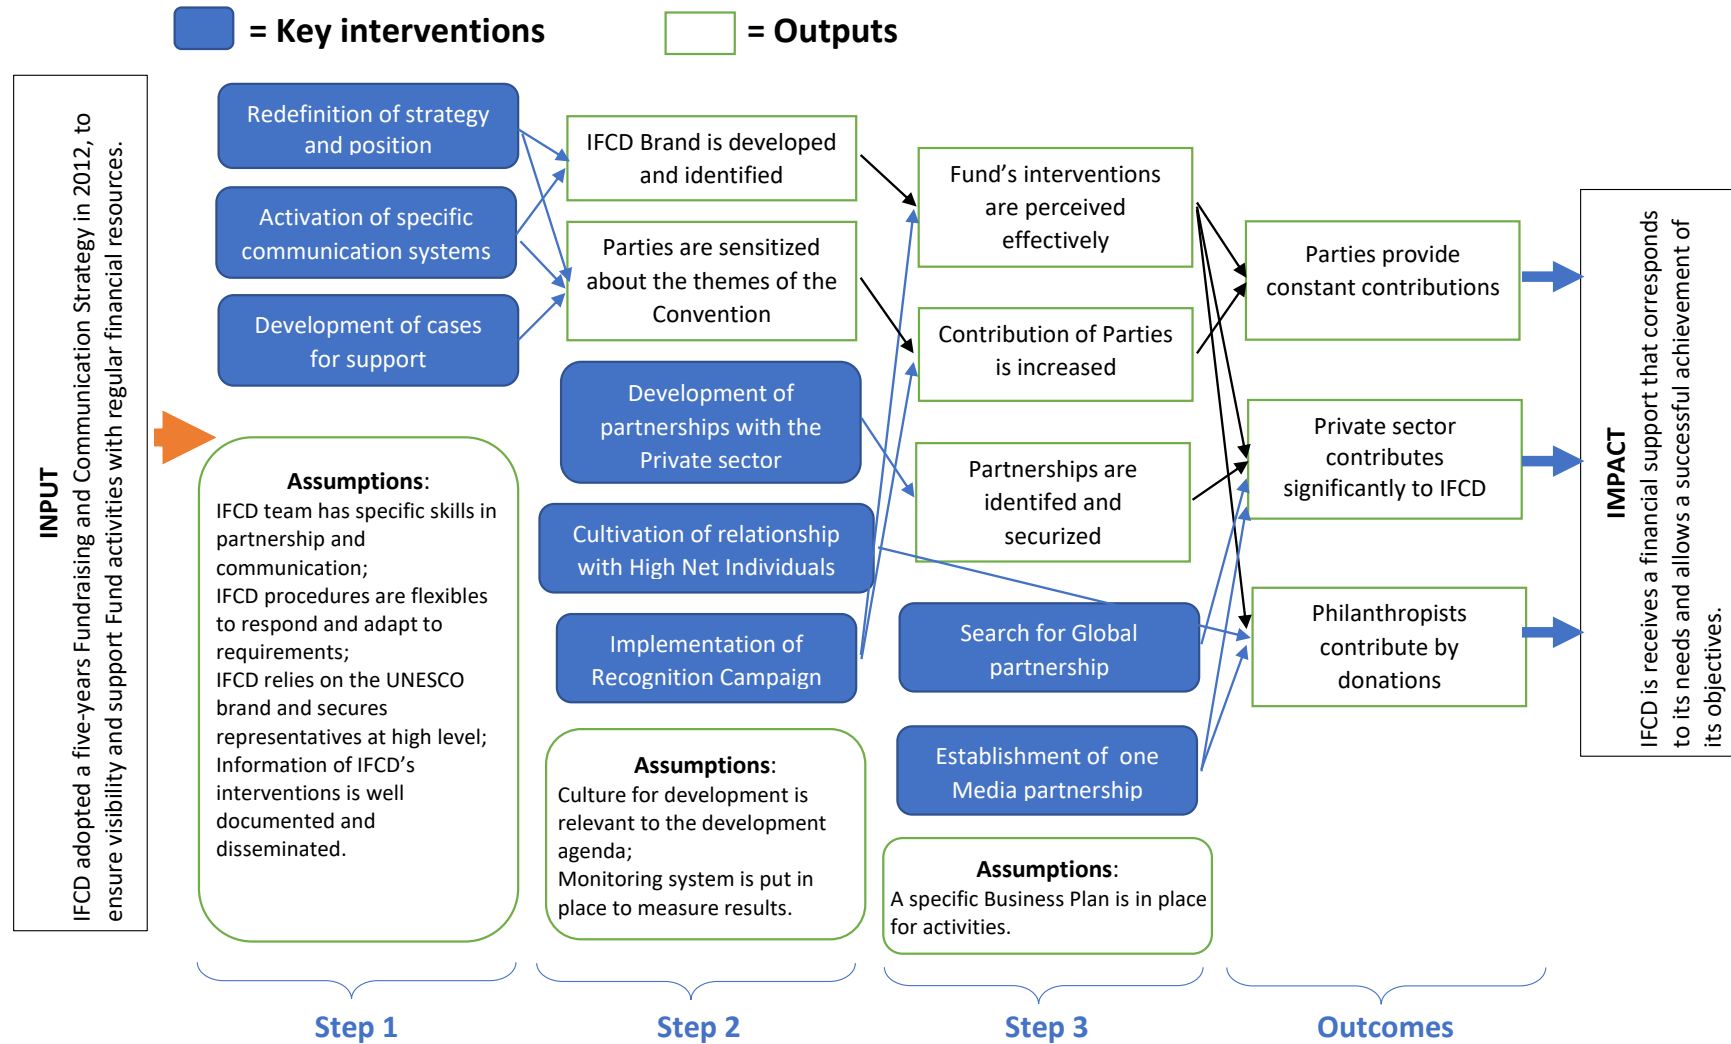 = Key interventions
= Outputs
INPUT
IFCD adopted a five-years Fundraising and Communication Strategy in 2012, to
ensure visibility and support Fund activities with regular financial resources.
Redefinition of strategy
and position
Activation of specific
communication systems
Development of cases
for support
Assumptions:
IFCD team has specific skills in
partnership and
communication;
IFCD procedures are flexibles
to respond and adapt to
requirements;
IFCD relies on the UNESCO
brand and secures
representatives at high level;
Information of IFCD's
interventions is well
documented and
disseminated.
Step 1
IFCD Brand is developed
and identified
Parties are sensitized
about the themes of the
Convention
Development of
partnerships with the
Private sector
Cultivation of relationship
with High Net Individuals
Implementation of
Recognition Campaign
Assumptions:
Culture for development is
relevant to the development
agenda;
Monitoring system is put in
place to measure results.
Step 2
Fund's interventions
are perceived
effectively
Contribution of Parties
is increased
Partnerships are
identifed and
securized
Search for Global
partnership
Establishment of one
Media partnership
Assumptions:
A specific Business Plan is in place
for activities.
Step 3
Parties provide
constant contributions
Private sector
contributes
significantly to IFCD
Philanthropists
contribute by
donations
Outcomes
IMPACT
IFCD is receives a financial support that corresponds
to its needs and allows a successful achievement of
its objectives.